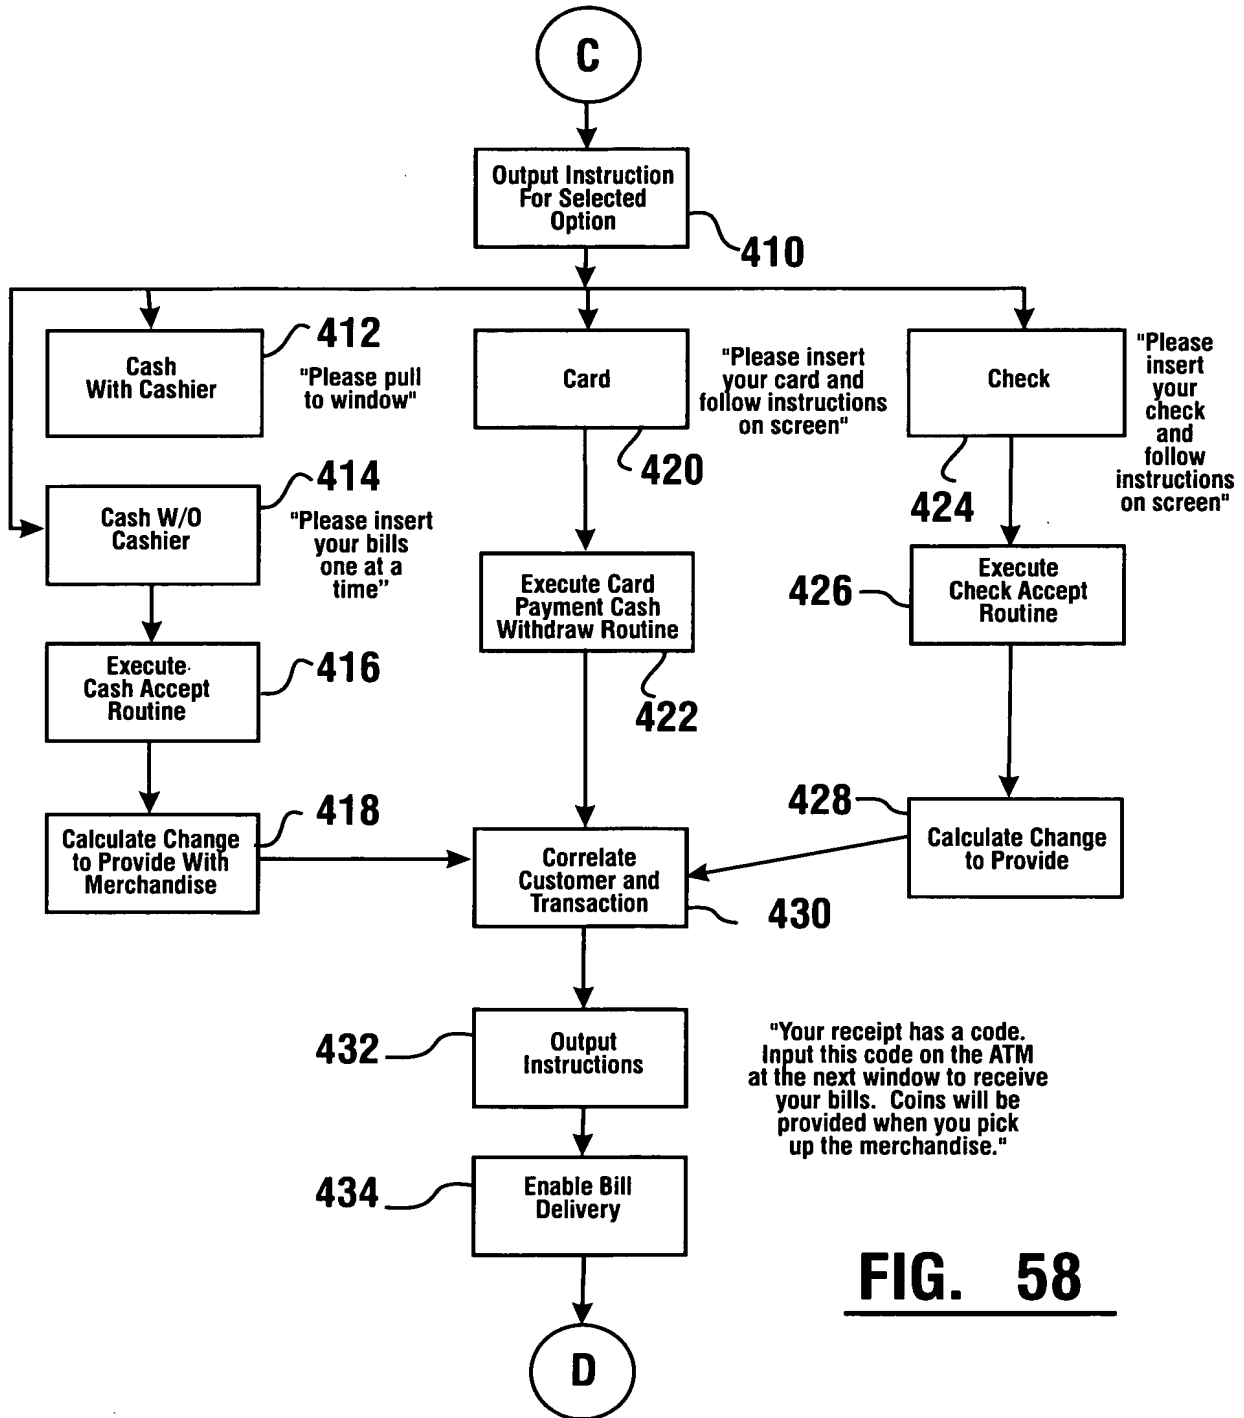 C
Output Instruction
For Selected
Option
410
Cash
With Cashier
412
"Please pull
to window"
Card
"Please insert
your card and
follow instructions
on screen"
420
Check
"Please
insert
your
check
and
follow
instructions
on screen"
424
Cash W/O
Cashier
414
"Please insert
your bills
one at a
time"
Execute
Cash Accept
Routine
416
Execute Card
Payment Cash
Withdraw Routine
422
Execute
Check Accept
Routine
426
Calculate Change
to Provide With
Merchandise
418
Correlate
Customer and
Transaction
430
Calculate Change
to Provide
428
Output
Instructions
432
"Your receipt has a code.
Input this code on the ATM
at the next window to receive
your bills. Coins will be
provided when you pick
up the merchandise."
Enable Bill
Delivery
434
D
FIG. 58